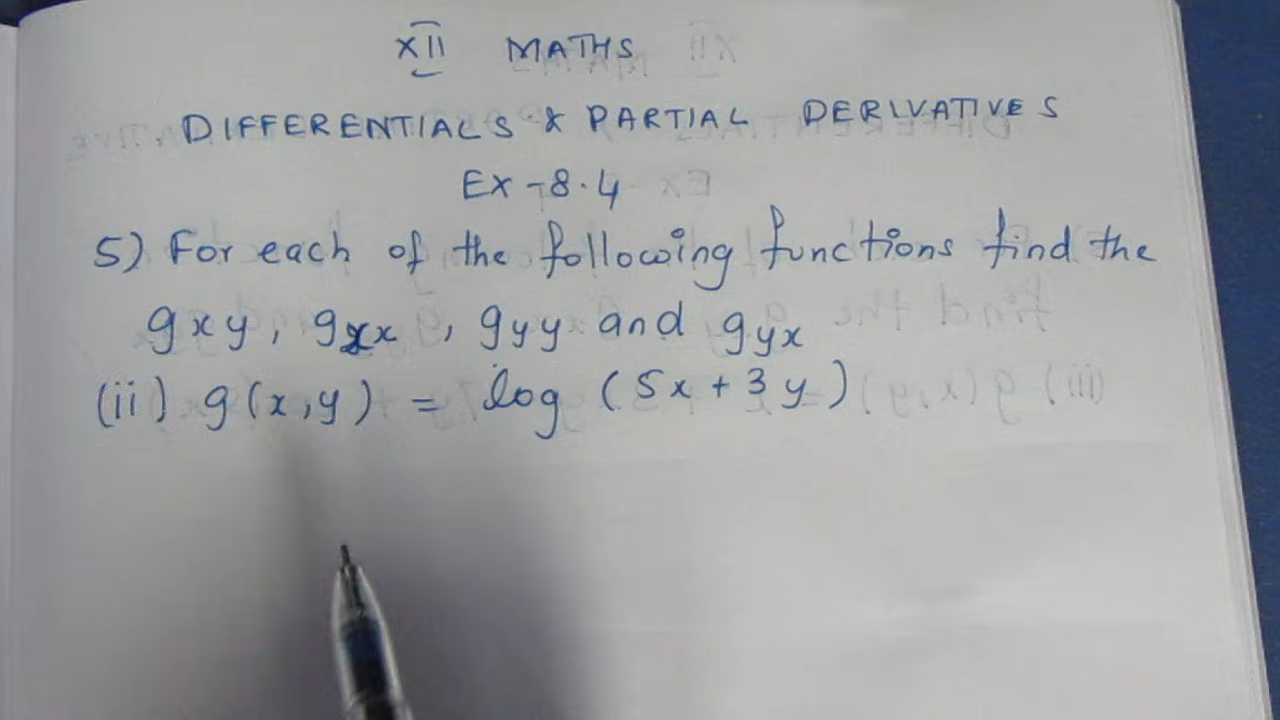 XII MATHS
DIFFERENTIALS & PARTIAL DERIVATIVES
EX - 8.4
5) For each of the following functions find the
gxy, gxx, gyy and gyx
(ii) g(x,y) = log (5x + 3y)